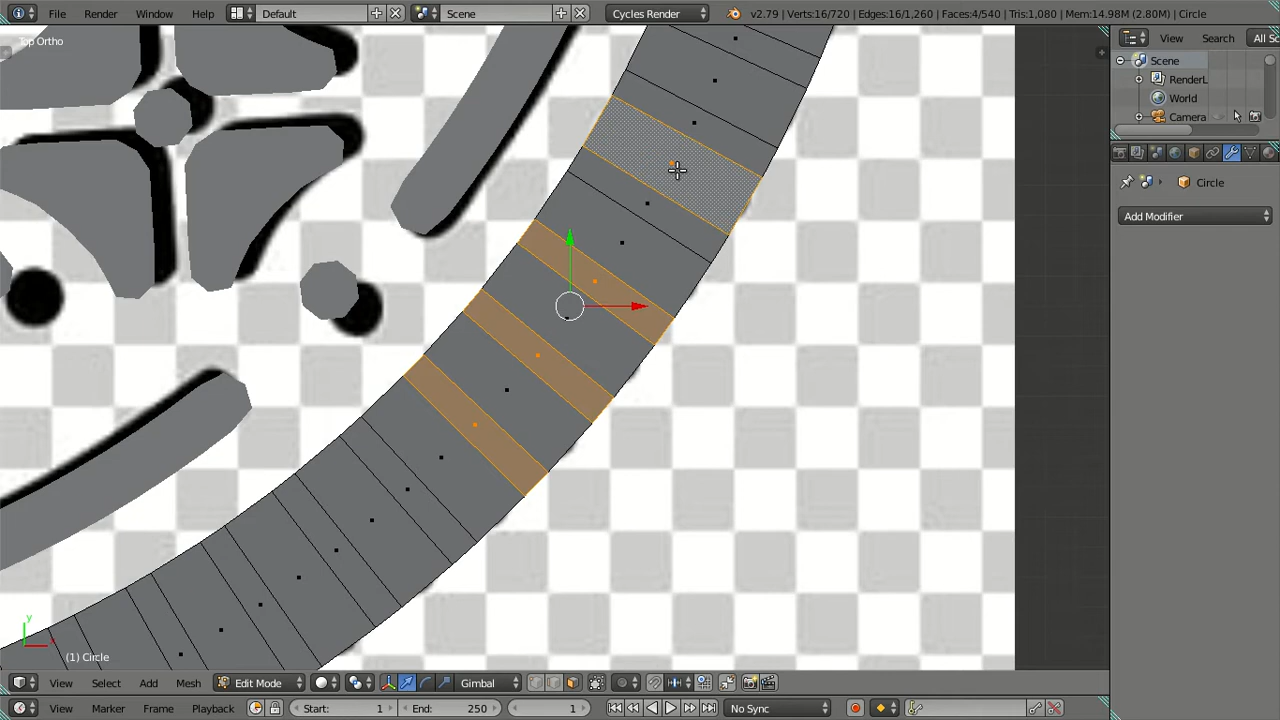 File Render Window Help Default Scene Cycles Render v2.79 | Verts:16/720 | Edges:16/1,260 | Faces:4/540 | Tris:1,080 | Mem:14.98M (2.80M) | Circle
Top Ortho
View Search All Sc
Scene
RenderL
World
Camera
Circle
Add Modifier
y
x
(1) Circle
View Select Add Mesh Edit Mode Gimbal
View Marker Frame Playback Start: 1 End: 250 1 No Sync